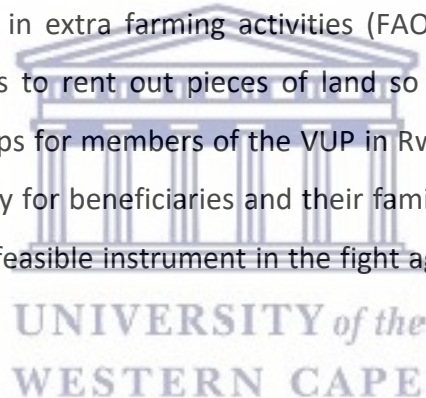 in extra farming activities (FAO
s to rent out pieces of land so
ps for members of the VUP in Rw
y for beneficiaries and their fami
feasible instrument in the fight ag
UNIVERSITY of the
WESTERN CAPE